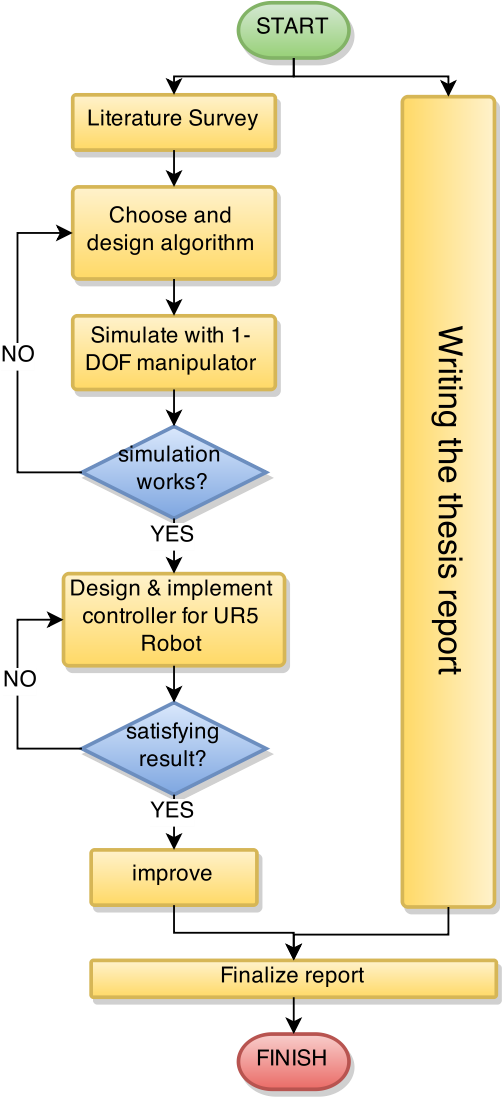 START
Literature Survey
Choose and
design algorithm
Simulate with 1-
DOF manipulator
NO
simulation
works?
YES
Design & implement
controller for UR5
Robot
NO
satisfying
result?
YES
improve
Writing the thesis report
Finalize report
FINISH